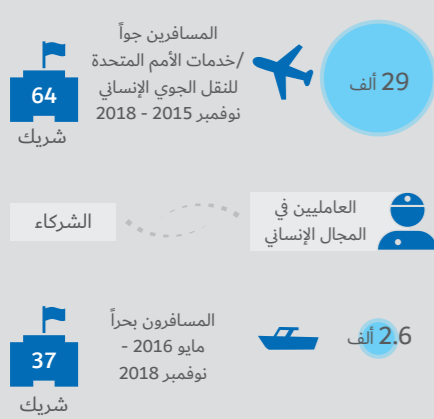 29 ألف
المسافرين جواً
/خدمات الأمم المتحدة
للنقل الجوي الإنساني
نوفمبر 2015 - 2018
64
شريك
العامليين في
المجال الإنساني
الشركاء
2.6 ألف
المسافرون بحراً
مايو 2016 -
نوفمبر 2018
37
شريك